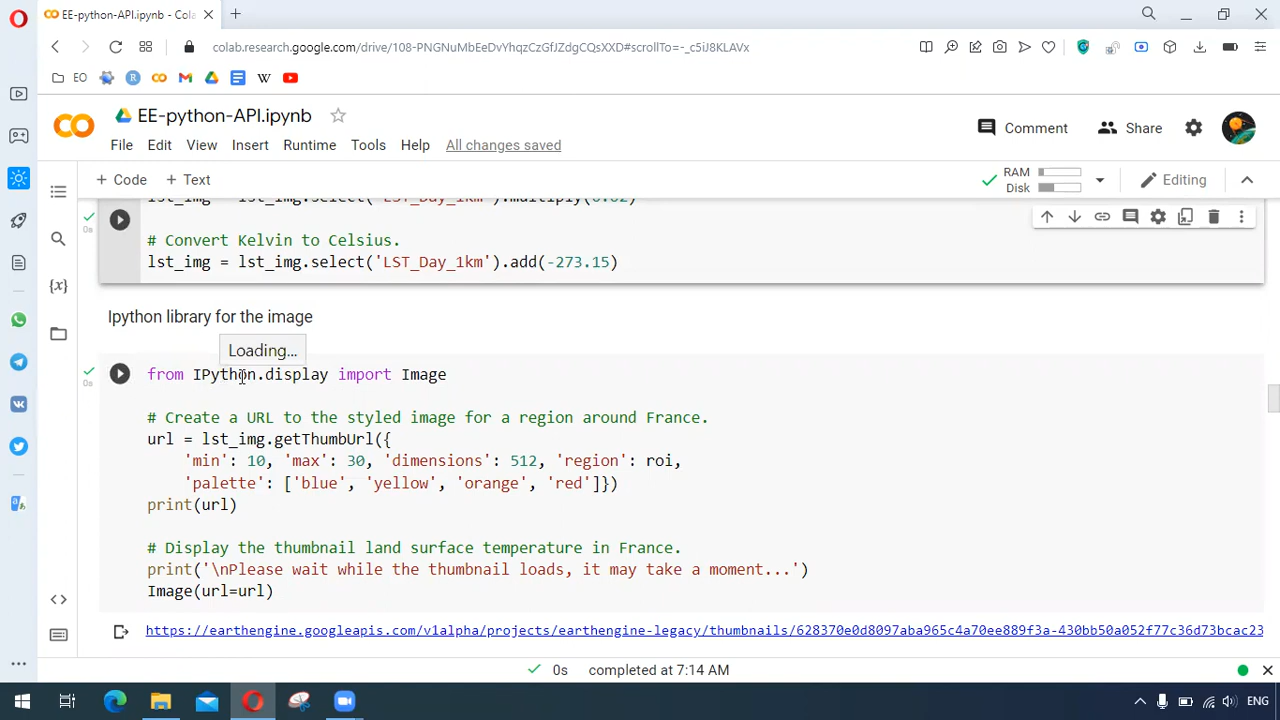 EE-python-API.ipynb - Colab
colab.research.google.com/drive/108-PNGNuMbEeDvYhqzCzGfJZdgCQsXXD#scrollTo=-_c5iJ8KLAVx
EO
EE-python-API.ipynb
File Edit View Insert Runtime Tools Help All changes saved
Comment Share
+ Code + Text
RAM
Disk
Editing
lst_img = lst_img.select('LST_Day_1km').multiply(0.02)
0s
# Convert Kelvin to Celsius.
lst_img = lst_img.select('LST_Day_1km').add(-273.15)
Ipython library for the image
Loading...
0s
from IPython.display import Image
# Create a URL to the styled image for a region around France.
url = lst_img.getThumbUrl({
'min': 10, 'max': 30, 'dimensions': 512, 'region': roi,
'palette': ['blue', 'yellow', 'orange', 'red']})
print(url)
# Display the thumbnail land surface temperature in France.
print('\nPlease wait while the thumbnail loads, it may take a moment...')
Image(url=url)
https://earthengine.googleapis.com/v1alpha/projects/earthengine-legacy/thumbnails/628370e0d8097aba965c4a70ee889f3a-430bb50a052f77c36d73bcac23
0s completed at 7:14 AM
ENG